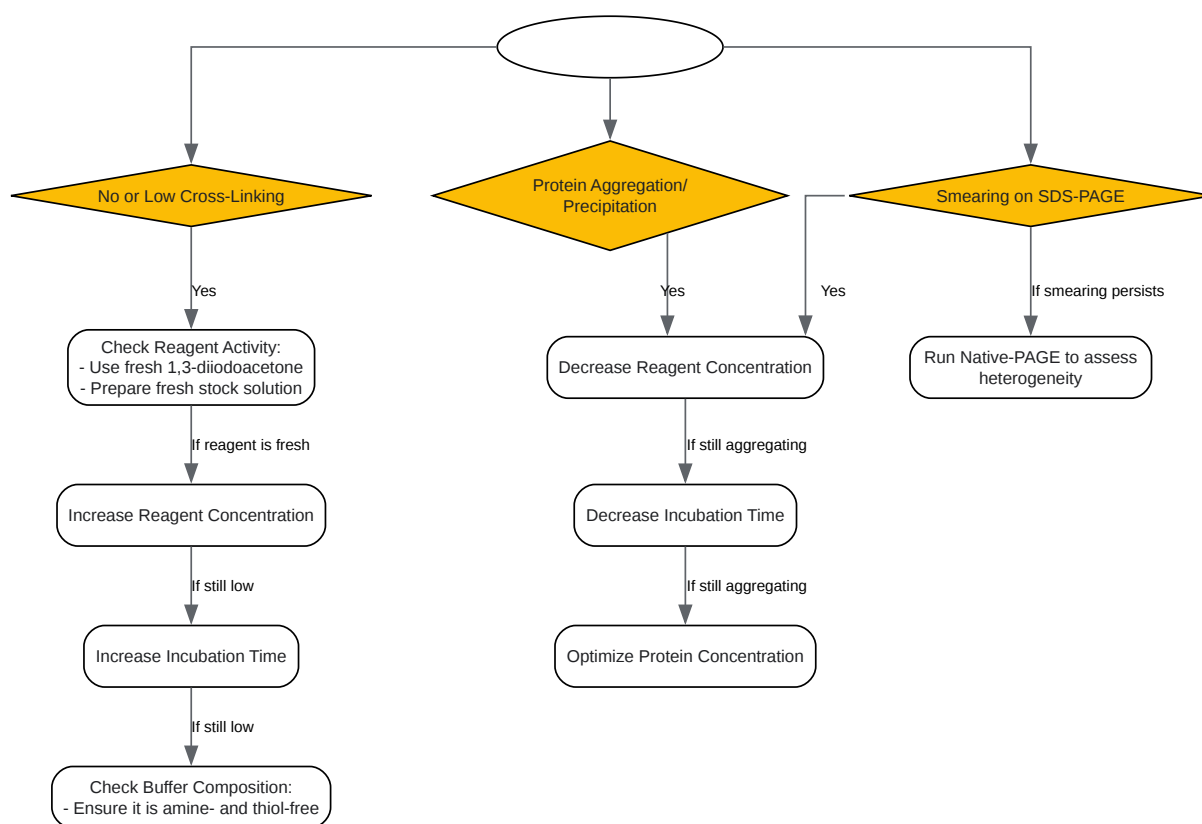 No or Low Cross-Linking
Protein Aggregation/
Precipitation
Smearing on SDS-PAGE
Yes
Yes
Yes
If smearing persists
Check Reagent Activity:
- Use fresh 1,3-diiodoacetone
- Prepare fresh stock solution
Decrease Reagent Concentration
Run Native-PAGE to assess
heterogeneity
If reagent is fresh
If still aggregating
Increase Reagent Concentration
Decrease Incubation Time
If still low
If still aggregating
Increase Incubation Time
Optimize Protein Concentration
If still low
Check Buffer Composition:
- Ensure it is amine- and thiol-free